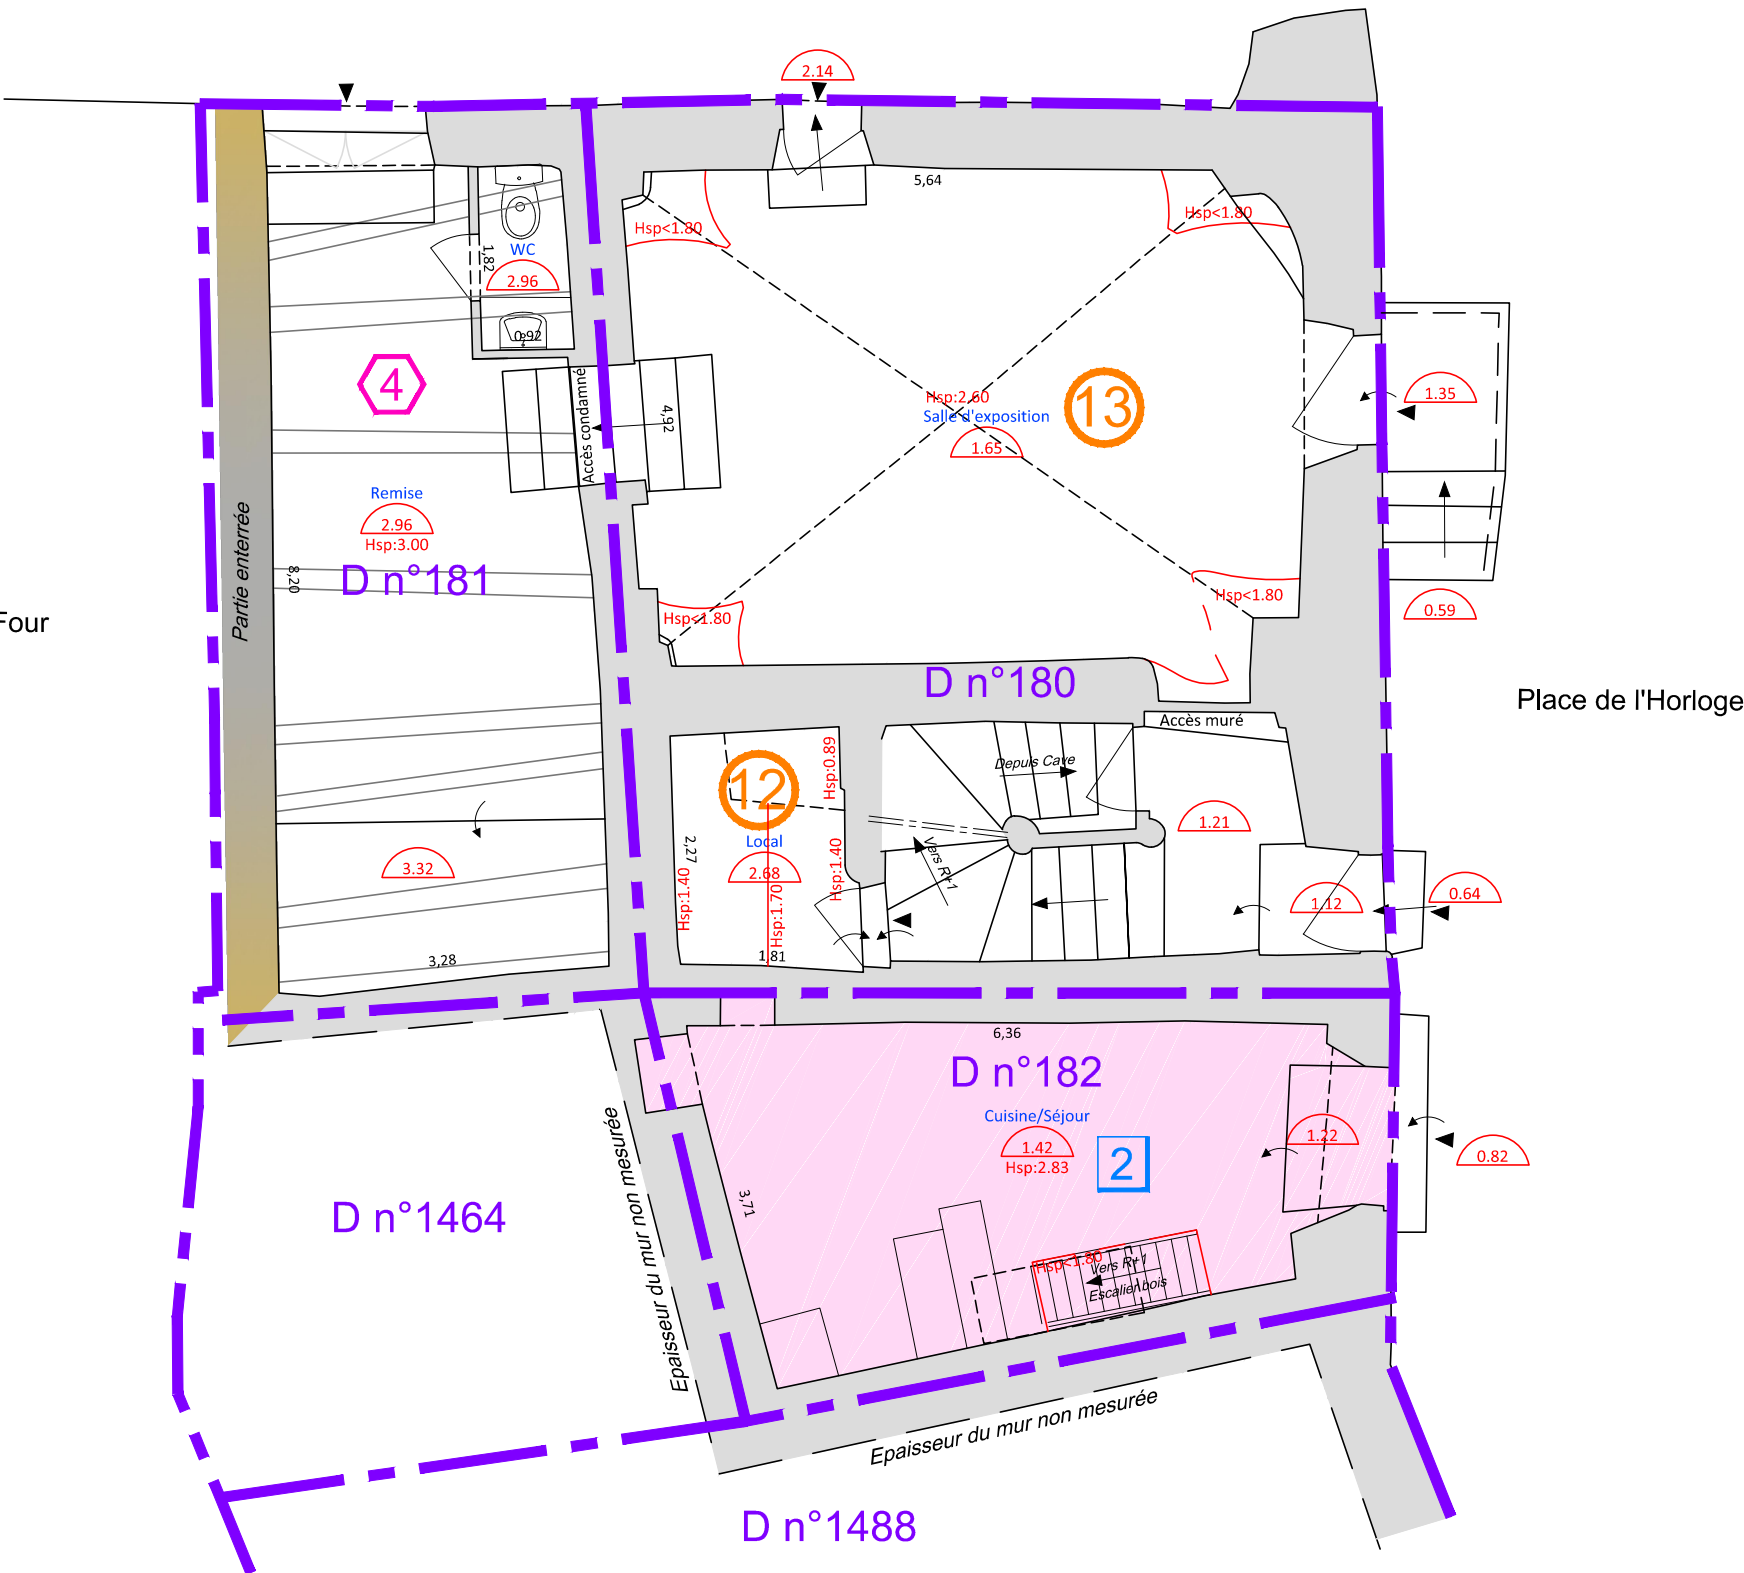 2.14
5,64
Hsp<1.80
Hsp<1.80
WC
1,82
2.96
0,92
4
Accès condamné
4,92
Hsp:2.60
Salle d'exposition
1.65
13
1.35
Remise
2.96
Hsp:3.00
D n°181
8,20
Partie enterrée
Four
Hsp<1.80
Hsp<1.80
0.59
D n°180
Place de l'Horloge
Accès muré
Depuis Cave
Hsp:0.89
12
Local
2,27
2.68
Hsp:1.40
Hsp:1.70
Hsp:1.40
Vers R+1
1.21
3.32
1.12
0.64
3,28
1,81
6,36
D n°182
Cuisine/Séjour
1.42
Hsp:2.83
2
1.22
0.82
3,71
Epaisseur du mur non mesurée
D n°1464
Hsp<1.80
Vers R+1
Escalier bois
Epaisseur du mur non mesurée
D n°1488